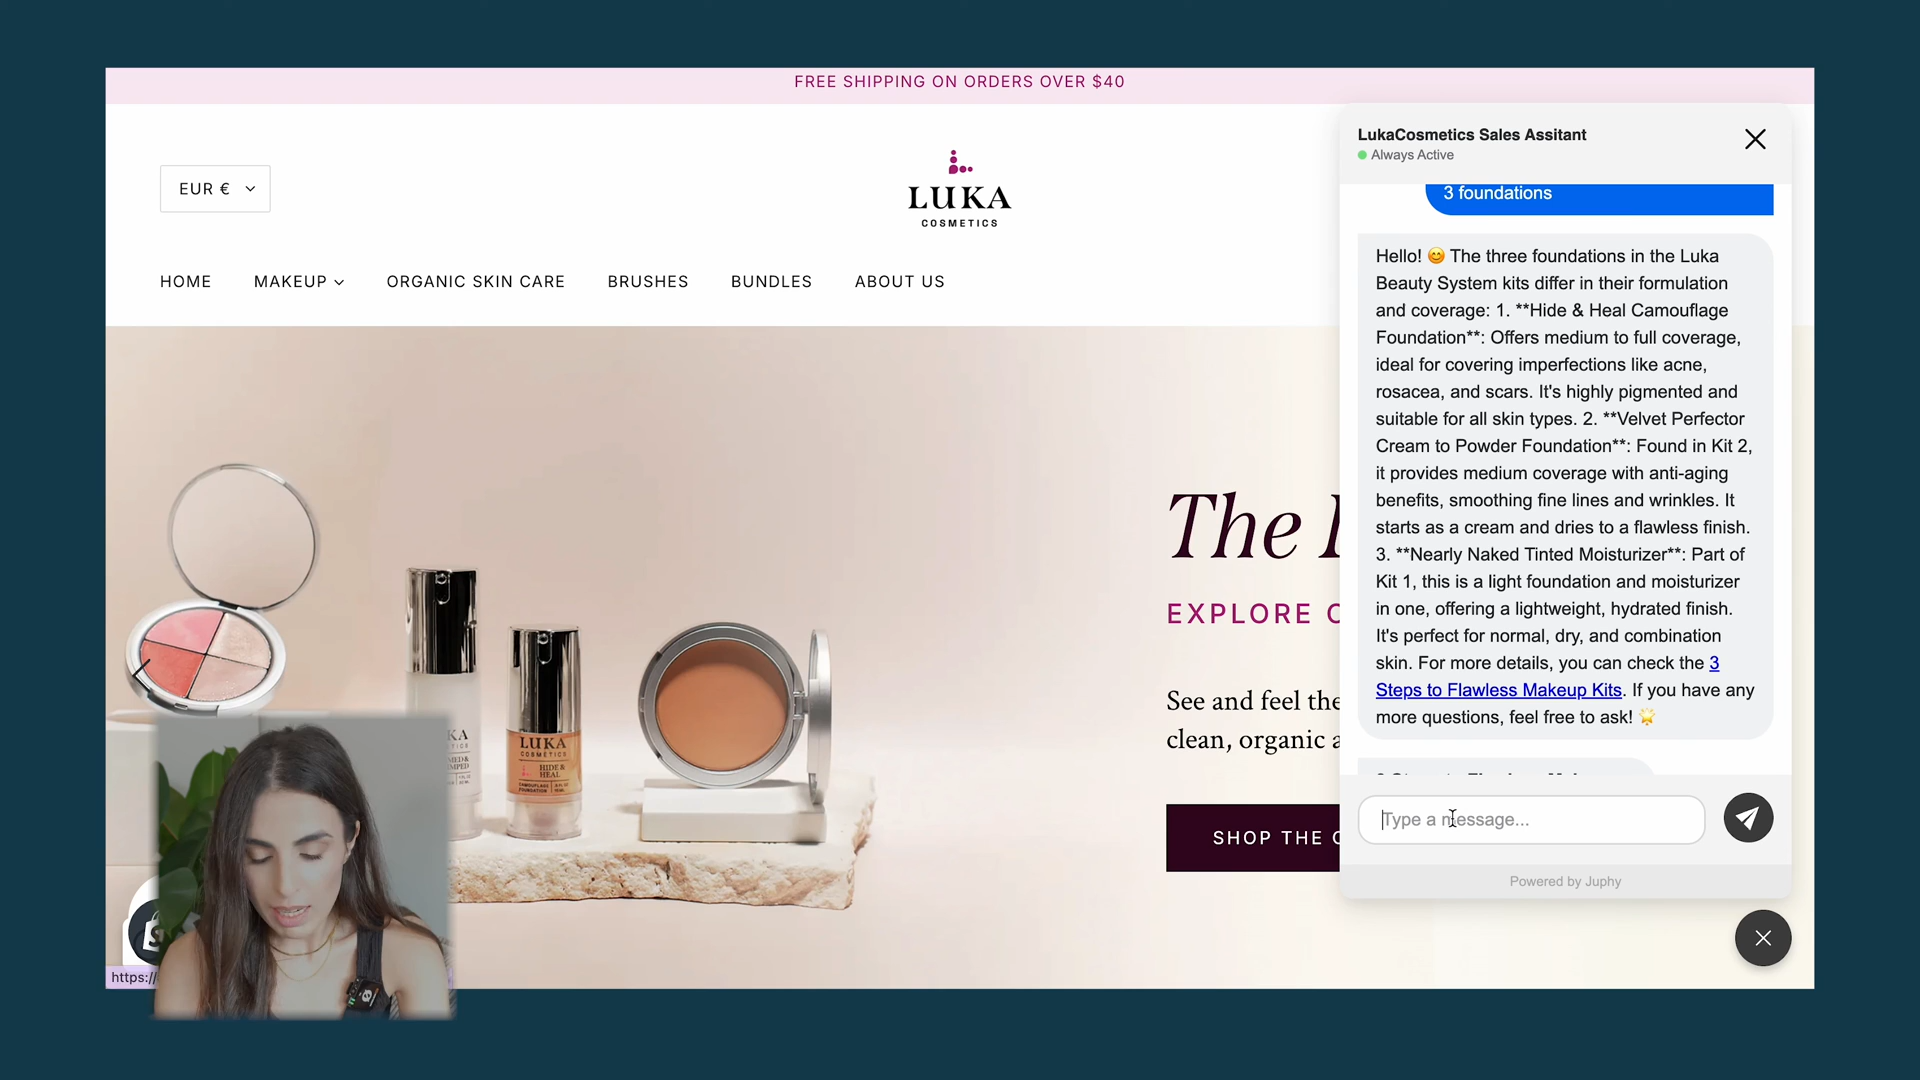 FREE SHIPPING ON ORDERS OVER $40
EUR €
LUKA
COSMETICS
HOME
MAKEUP
ORGANIC SKIN CARE
BRUSHES
BUNDLES
ABOUT US
The
EXPLORE
See and feel the
clean, organic
SHOP THE
LUKA
COSMETICS
HIDE &
HEAL
CAMOUFLAGE
FOUNDATION
https://
LukaCosmetics Sales Assitant
Always Active
3 foundations
Hello! 😊 The three foundations in the Luka
Beauty System kits differ in their formulation
and coverage: 1. **Hide & Heal Camouflage
Foundation**: Offers medium to full coverage,
ideal for covering imperfections like acne,
rosacea, and scars. It's highly pigmented and
suitable for all skin types. 2. **Velvet Perfector
Cream to Powder Foundation**: Found in Kit 2,
it provides medium coverage with anti-aging
benefits, smoothing fine lines and wrinkles. It
starts as a cream and dries to a flawless finish.
3. **Nearly Naked Tinted Moisturizer**: Part of
Kit 1, this is a light foundation and moisturizer
in one, offering a lightweight, hydrated finish.
It's perfect for normal, dry, and combination
skin. For more details, you can check the 3
Steps to Flawless Makeup Kits. If you have any
more questions, feel free to ask! 🌟
Type a message...
Powered by Juphy